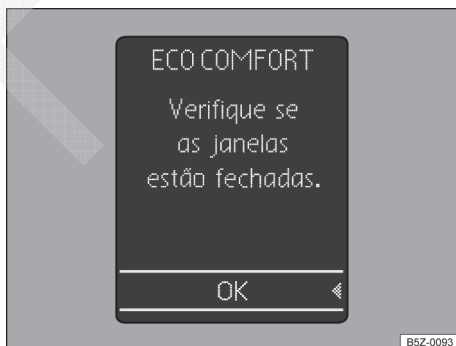 ECO COMFORT
Verifique se
as janelas
estão fechadas.
OK
B5Z-0093